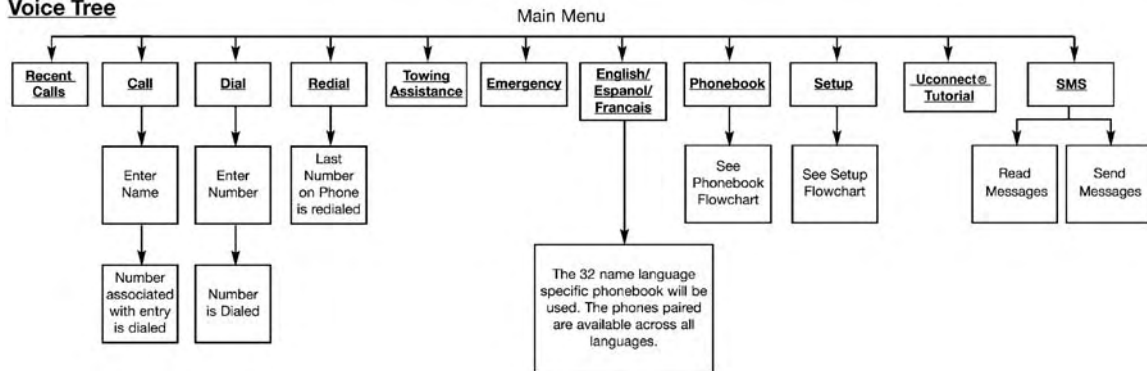 Voice Tree
Main Menu
Recent
Calls
Call
Dial
Redial
Towing
Assistance
Emergency
English/
Espanol/
Francais
Phonebook
Setup
Uconnect®
Tutorial
SMS
Enter
Name
Enter
Number
Last
Number
on Phone
is redialed
See
Phonebook
Flowchart
See Setup
Flowchart
Read
Messages
Send
Messages
Number
associated
with entry
is dialed
Number
is Dialed
The 32 name language
specific phonebook will be
used. The phones paired
are available across all
languages.